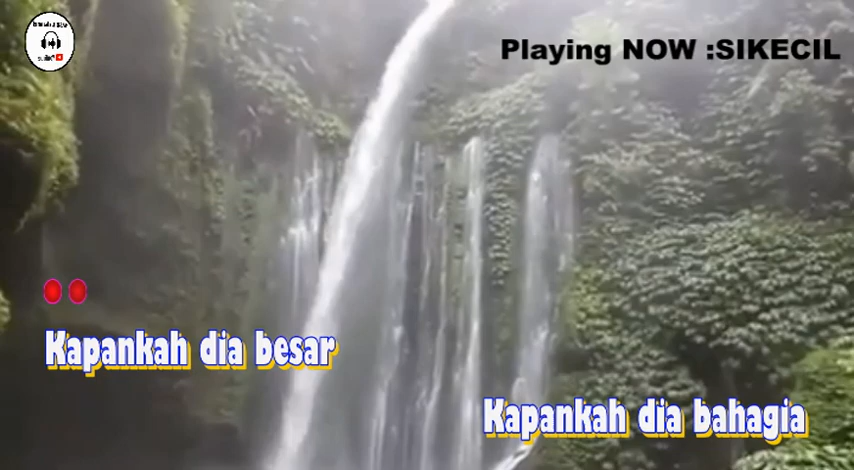 Playing NOW :SIKECIL
Kapankah dia besar
Kapankah dia bahagia